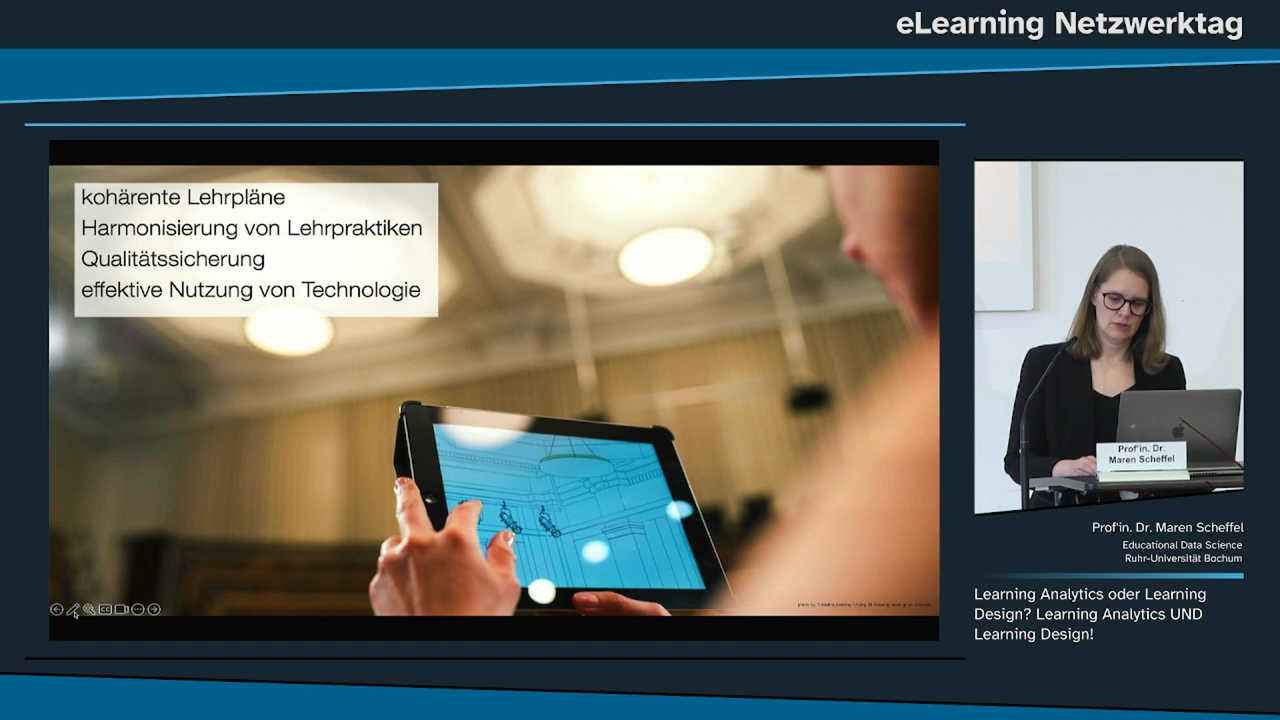 eLearning Netzwerktag
kohärente Lehrpläne
Harmonisierung von Lehrpraktiken
Qualitätssicherung
effektive Nutzung von Technologie
Prof'in. Dr.
Maren Scheffel
Prof'in. Dr. Maren Scheffel
Educational Data Science
Ruhr-Universität Bochum
Learning Analytics oder Learning
Design? Learning Analytics UND
Learning Design!